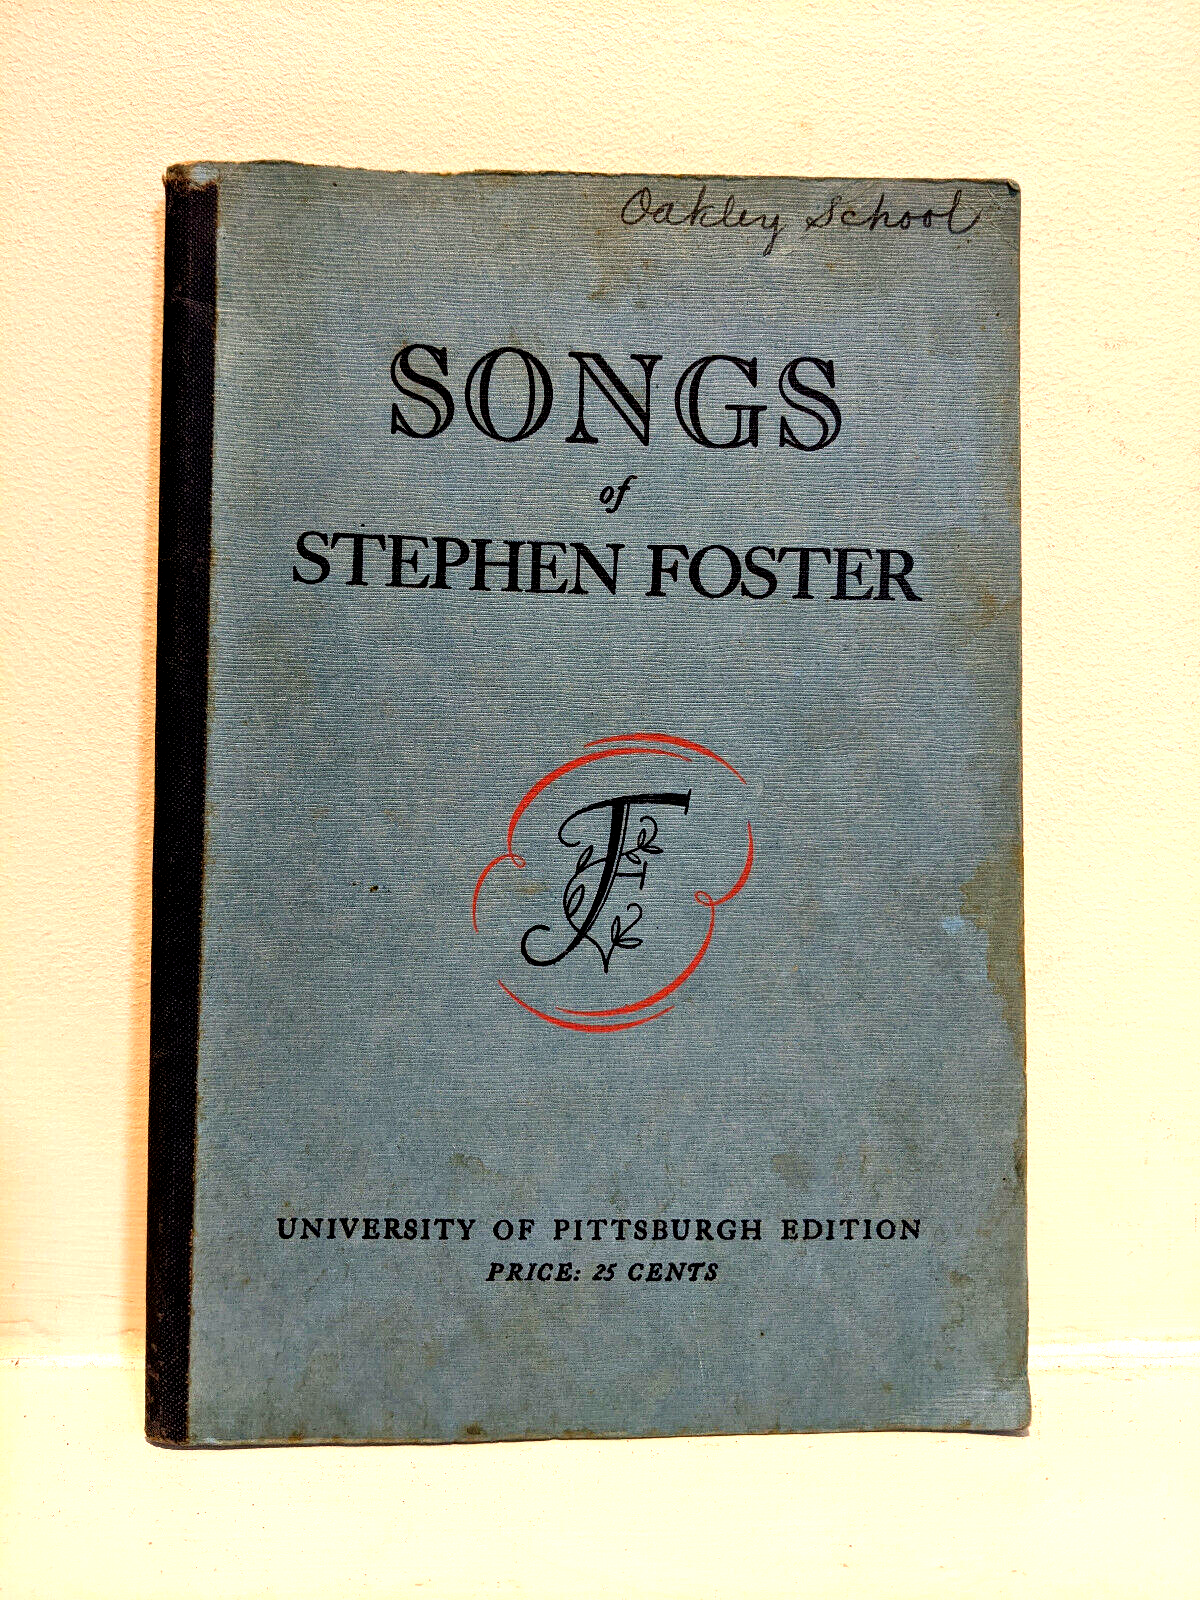 Oakley School
SONGS
of
STEPHEN FOSTER
F
UNIVERSITY OF PITTSBURGH EDITION
PRICE: 25 CENTS